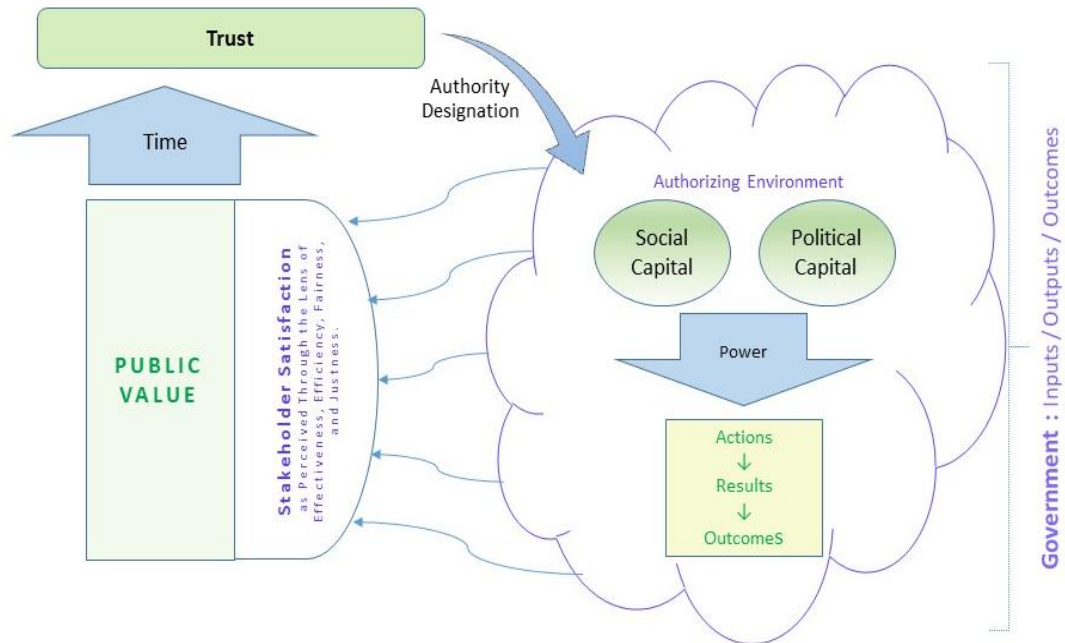 Trust
Authority
Designation
Time
Authorizing Environment
Social
Capital
Political
Capital
Power
Actions
↓
Results
↓
OutcomeS
PUBLIC
VALUE
Stakeholder Satisfaction
as Perceived Through the Lens of
Effectiveness, Efficiency, Fairness,
and Justness.
Government : Inputs / Outputs / Outcomes